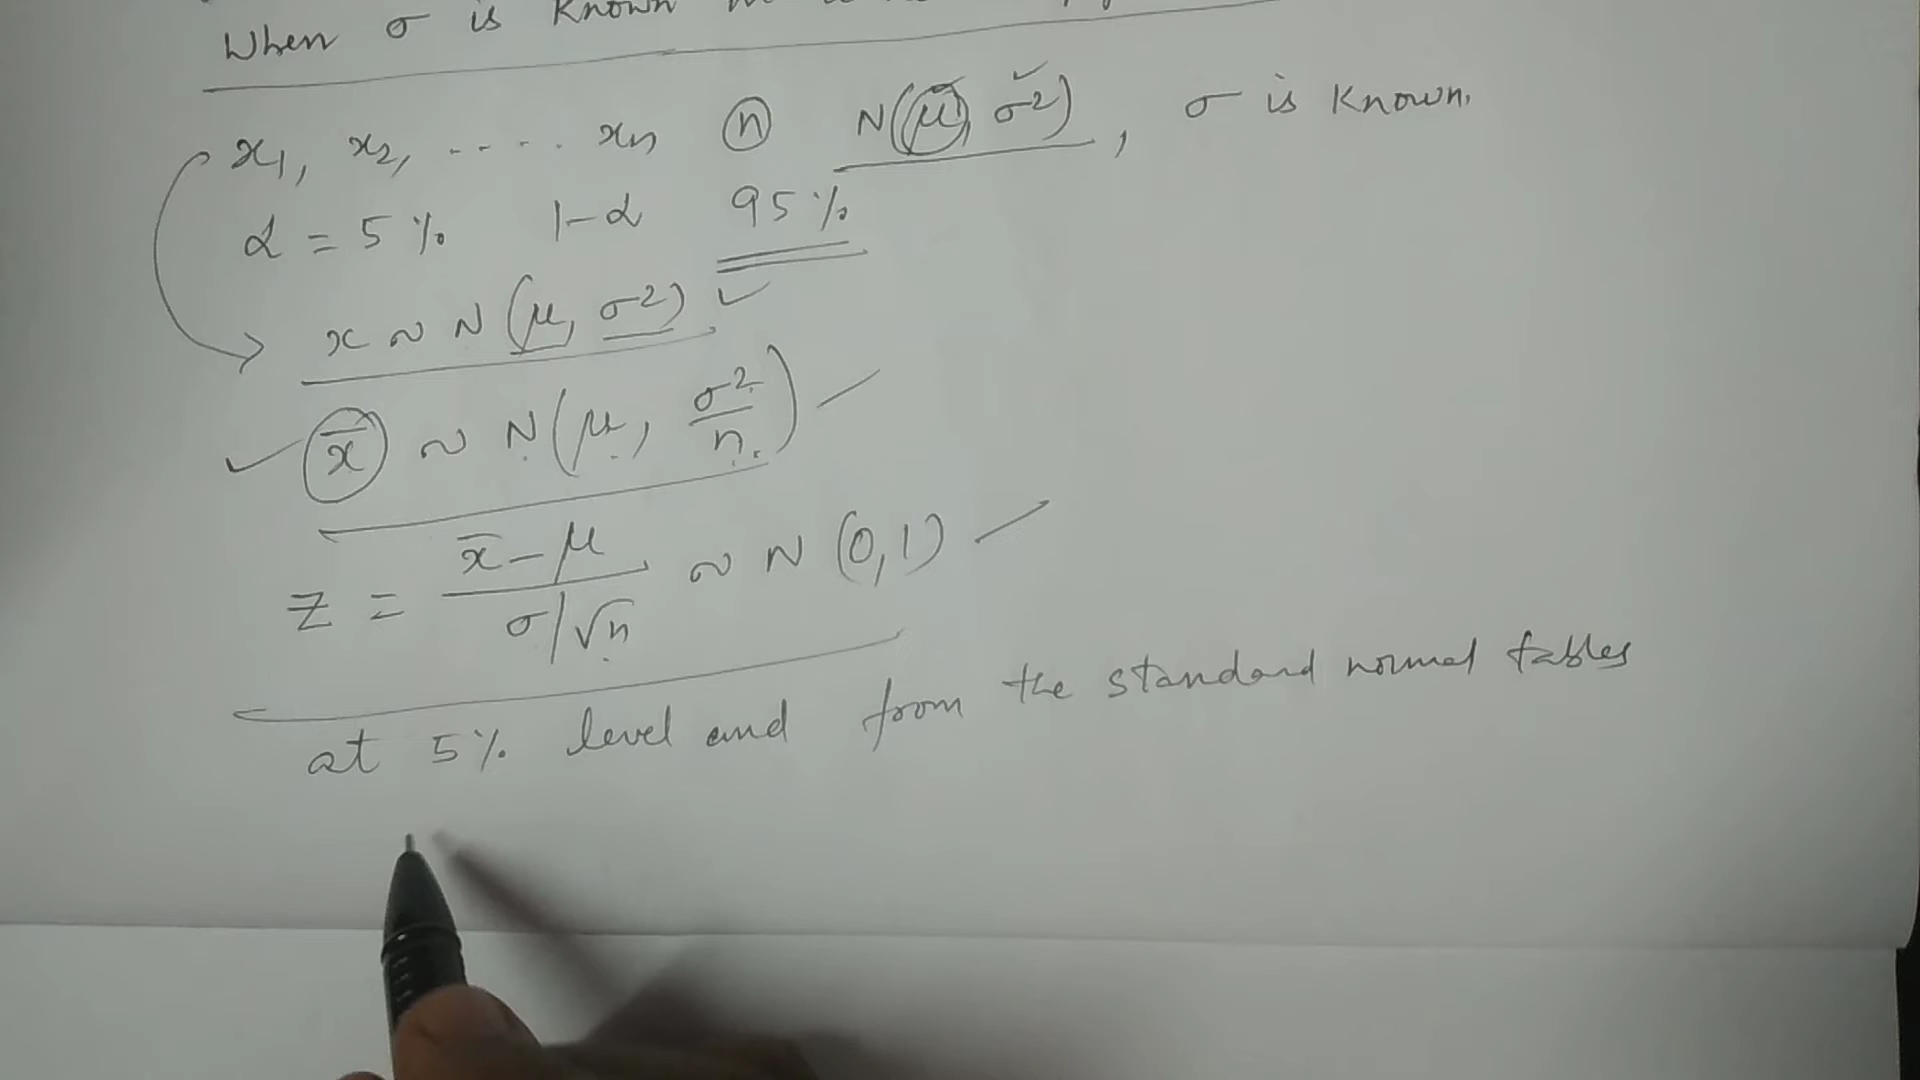 When σ is Known
x1, x2, ..... xn n N(μ, σ2), σ is Known.
α = 5% 1-α 95%
x ~ N(μ, σ2)
x̄ ~ N(μ, σ2/n)
Z = x̄-μ / σ/√n ~ N(0,1)
at 5% level and from the standard normal tables